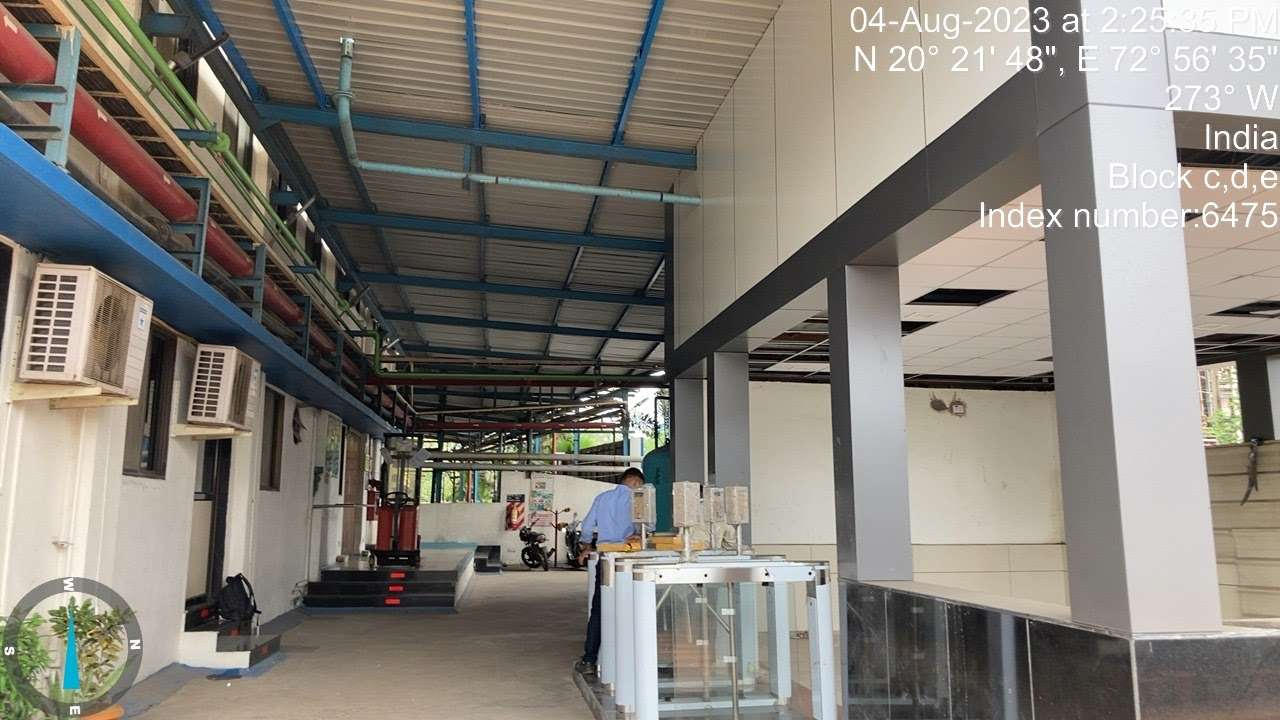 04-Aug-2023 at 2:25:35 PM
N 20° 21' 48", E 72° 56' 35"
273° W
India
Block c,d,e
Index number:6475
W
N
S
E